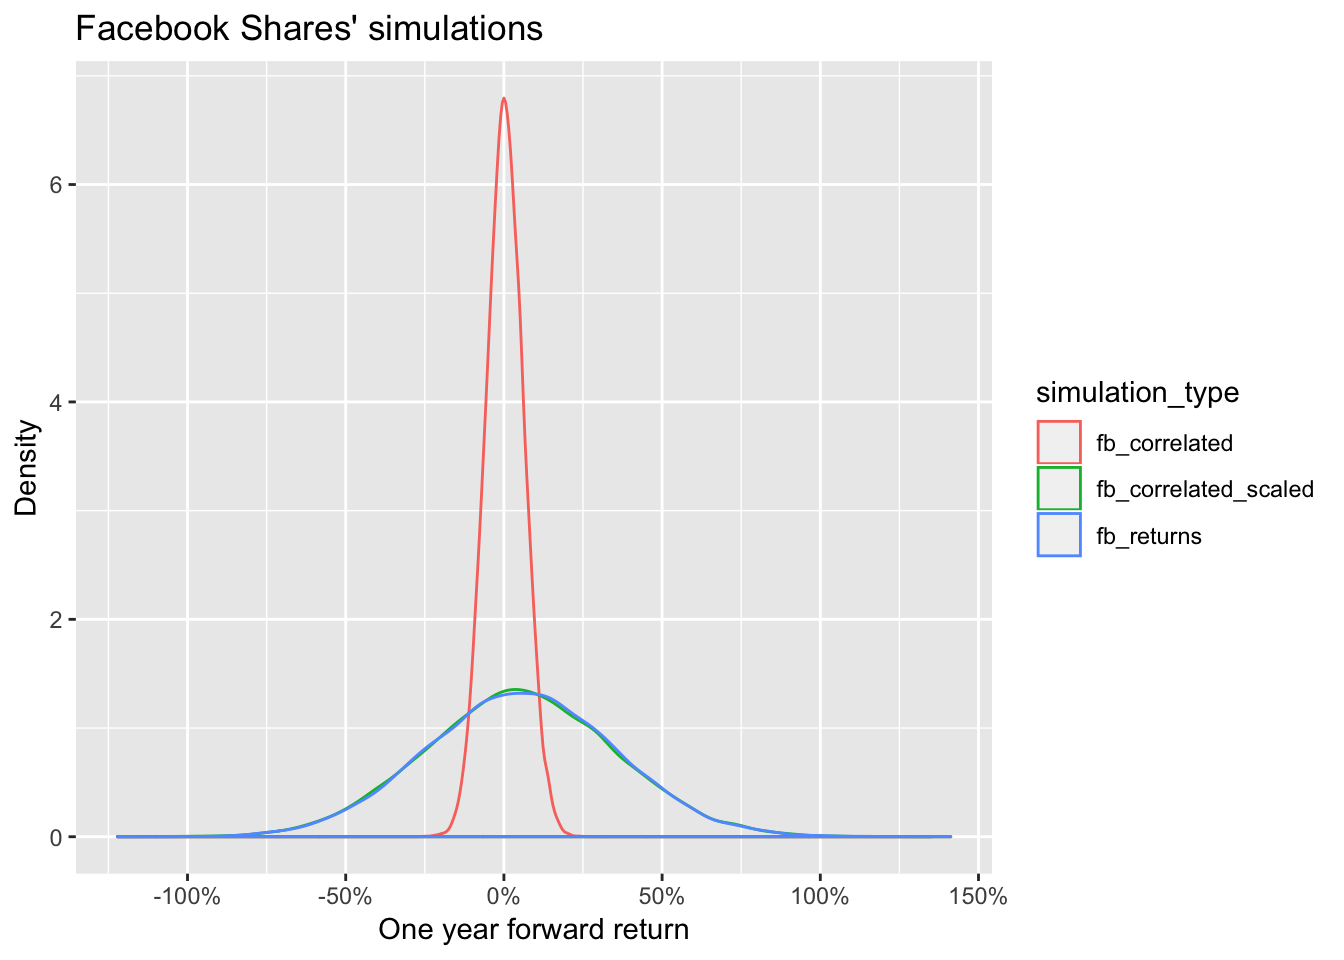 Facebook Shares' simulations
6
4
2
0
Density
-100% -50% 0% 50% 100% 150%
One year forward return
simulation_type
fb_correlated
fb_correlated_scaled
fb_returns